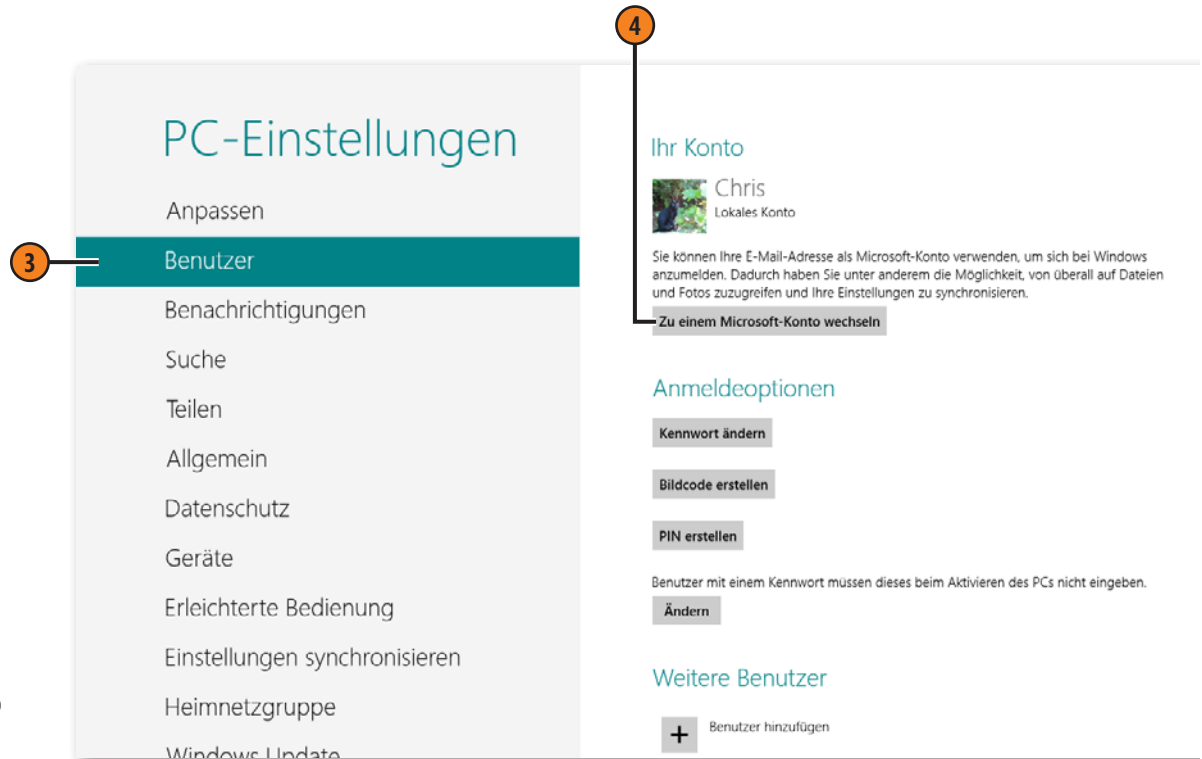 4
PC-Einstellungen
Anpassen
3
Benutzer
Benachrichtigungen
Suche
Teilen
Allgemein
Datenschutz
Geräte
Erleichterte Bedienung
Einstellungen synchronisieren
Heimnetzgruppe
Windows Update
Ihr Konto
Chris
Lokales Konto
Sie können Ihre E-Mail-Adresse als Microsoft-Konto verwenden, um sich bei Windows
anzumelden. Dadurch haben Sie unter anderem die Möglichkeit, von überall auf Dateien
und Fotos zuzugreifen und Ihre Einstellungen zu synchronisieren.
Zu einem Microsoft-Konto wechseln
Anmeldeoptionen
Kennwort ändern
Bildcode erstellen
PIN erstellen
Benutzer mit einem Kennwort müssen dieses beim Aktivieren des PCs nicht eingeben.
Ändern
Weitere Benutzer
+ Benutzer hinzufügen